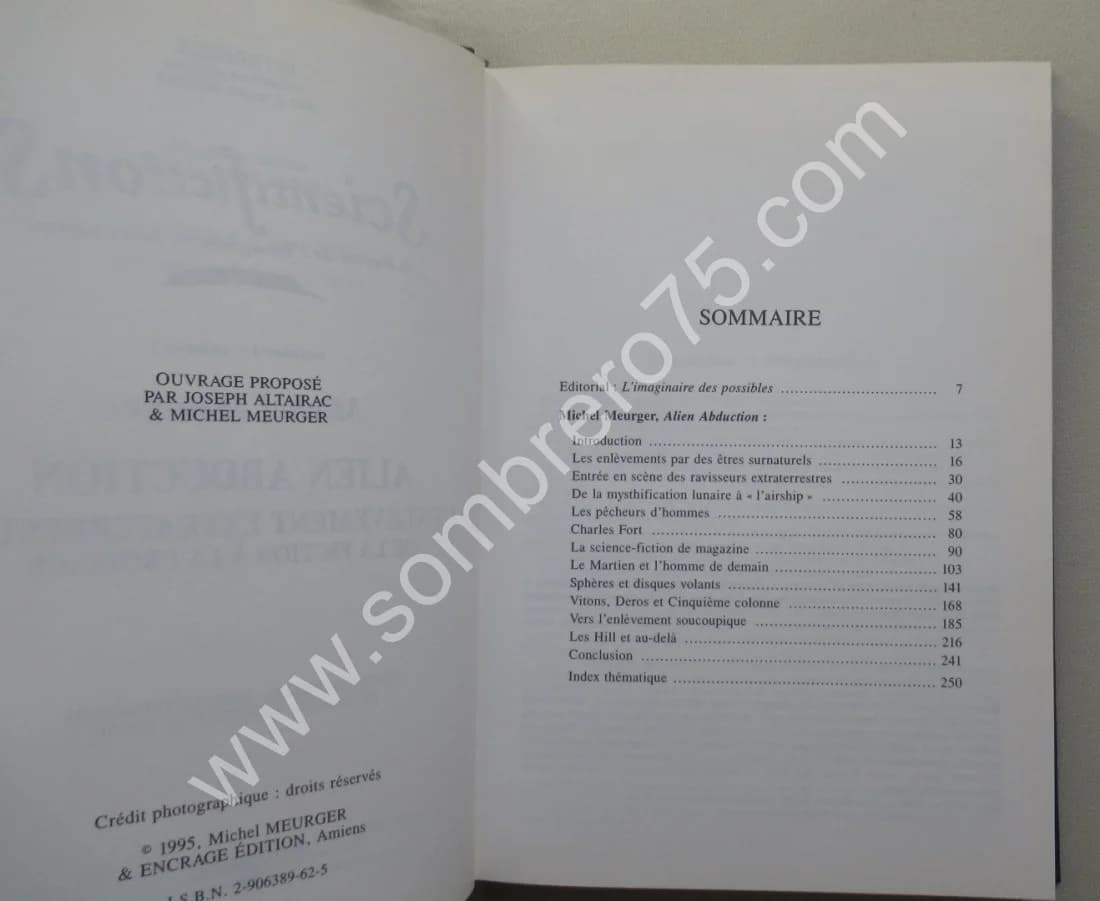 OUVRAGE PROPOSÉ
PAR JOSEPH ALTAIRAC
& MICHEL MEURGER
Crédit photographique : droits réservés
© 1995, Michel MEURGER
& ENCRAGE ÉDITION, Amiens
I.S.B.N. 2-906389-62-5
SOMMAIRE
Editorial : L'imaginaire des possibles ........ 7
Michel Meurger, Alien Abduction :
Introduction ........ 13
Les enlèvements par des êtres surnaturels ........ 16
Entrée en scène des ravisseurs extraterrestres ........ 30
De la mysthification lunaire à « l'airship » ........ 40
Les pêcheurs d'hommes ........ 58
Charles Fort ........ 80
La science-fiction de magazine ........ 90
Le Martien et l'homme de demain ........ 103
Sphères et disques volants ........ 141
Vitons, Deros et Cinquième colonne ........ 168
Vers l'enlèvement soucoupique ........ 185
Les Hill et au-delà ........ 216
Conclusion ........ 241
Index thématique ........ 250
www.sombrero75.com